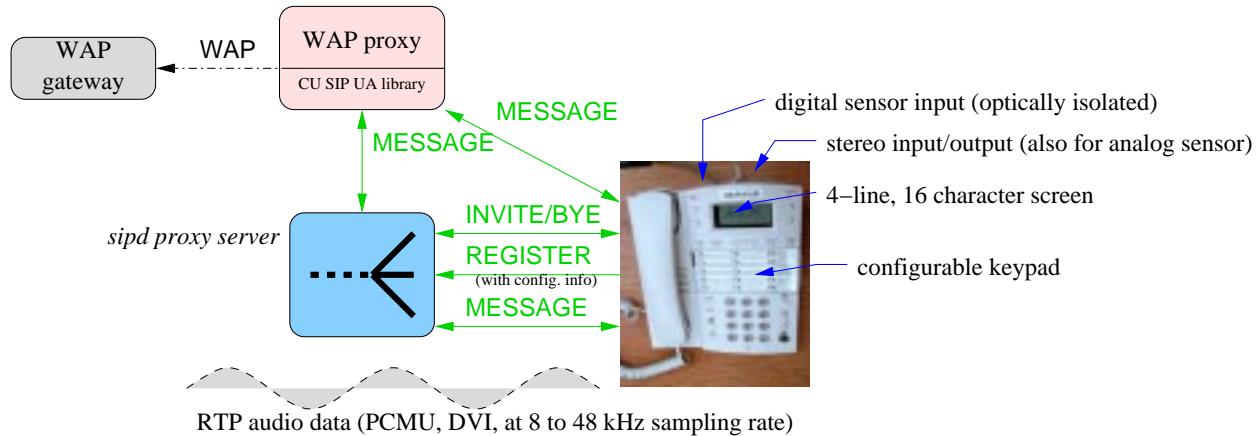 WAP
gateway
WAP
WAP proxy
CU SIP UA library
MESSAGE
MESSAGE
digital sensor input (optically isolated)
stereo input/output (also for analog sensor)
4−line, 16 character screen
configurable keypad
sipd proxy server
INVITE/BYE
REGISTER
(with config. info)
MESSAGE
RTP audio data (PCMU, DVI, at 8 to 48 kHz sampling rate)